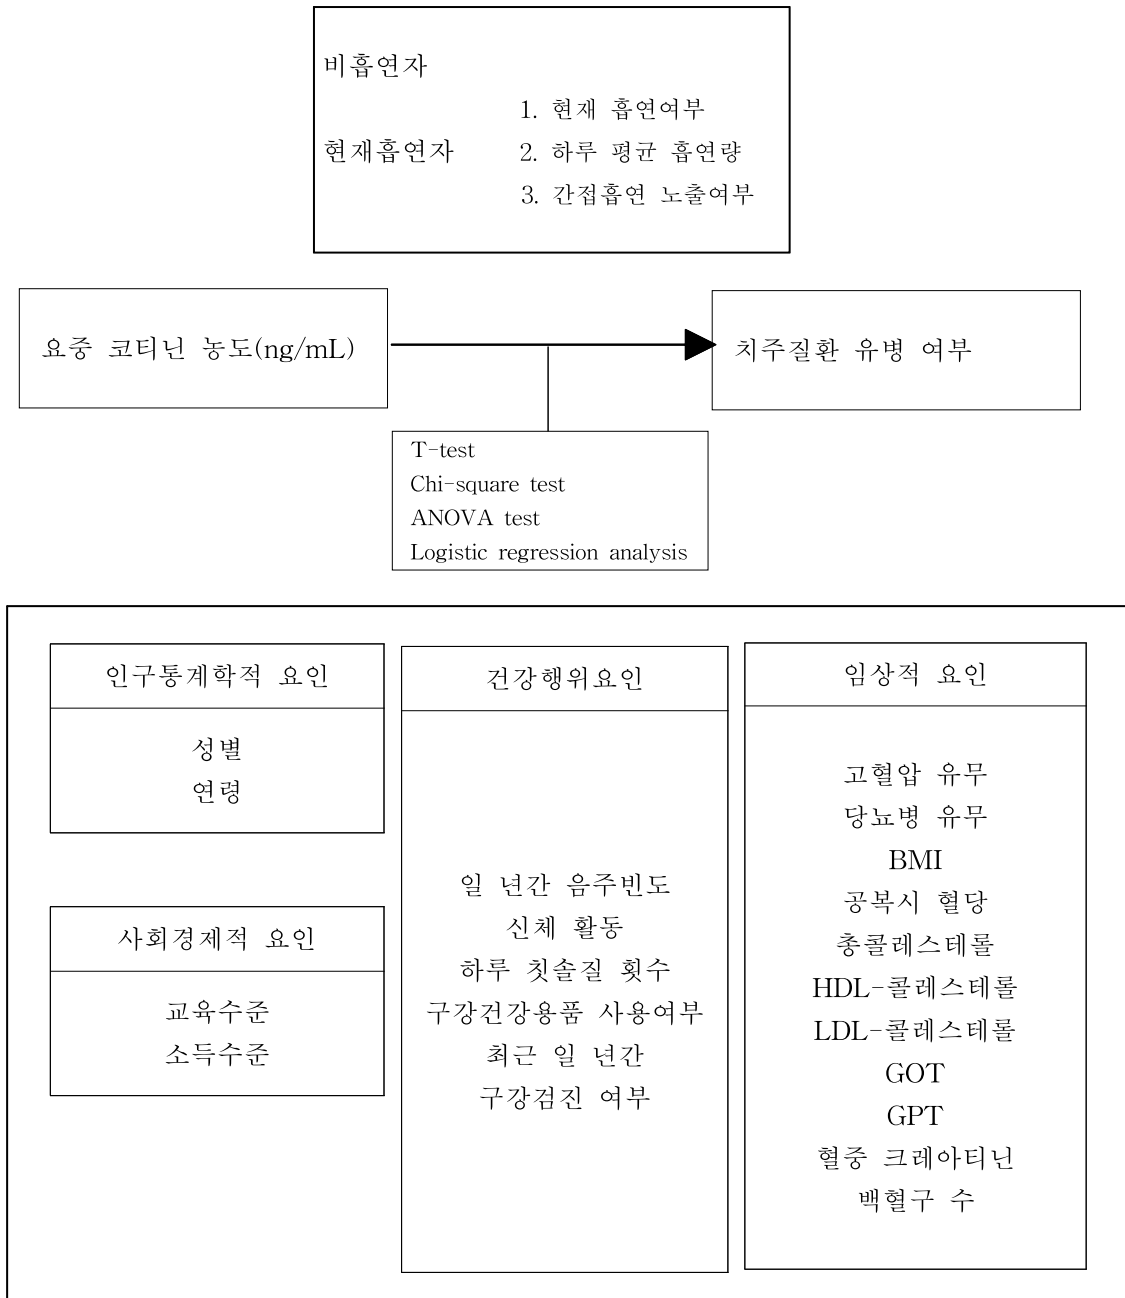 비흡연자
1. 현재 흡연여부
현재흡연자
2. 하루 평균 흡연량
3. 간접흡연 노출여부
요중 코티닌 농도(ng/mL)
치주질환 유병 여부
T-test
Chi-square test
ANOVA test
Logistic regression analysis
인구통계학적 요인
성별
연령
사회경제적 요인
교육수준
소득수준
건강행위요인
일 년간 음주빈도
신체 활동
하루 칫솔질 횟수
구강건강용품 사용여부
최근 일 년간
구강검진 여부
임상적 요인
고혈압 유무
당뇨병 유무
BMI
공복시 혈당
총콜레스테롤
HDL-콜레스테롤
LDL-콜레스테롤
GOT
GPT
혈중 크레아티닌
백혈구 수